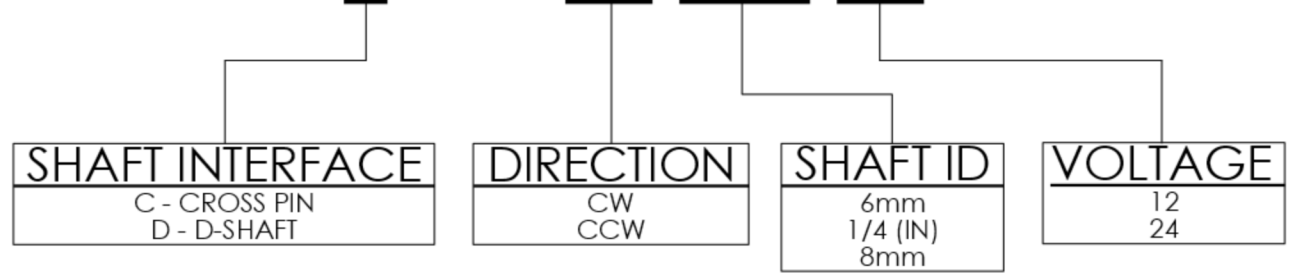 SHAFT INTERFACE
C - CROSS PIN
D - D-SHAFT
DIRECTION
CW
CCW
SHAFT ID
6mm
1/4 (IN)
8mm
VOLTAGE
12
24